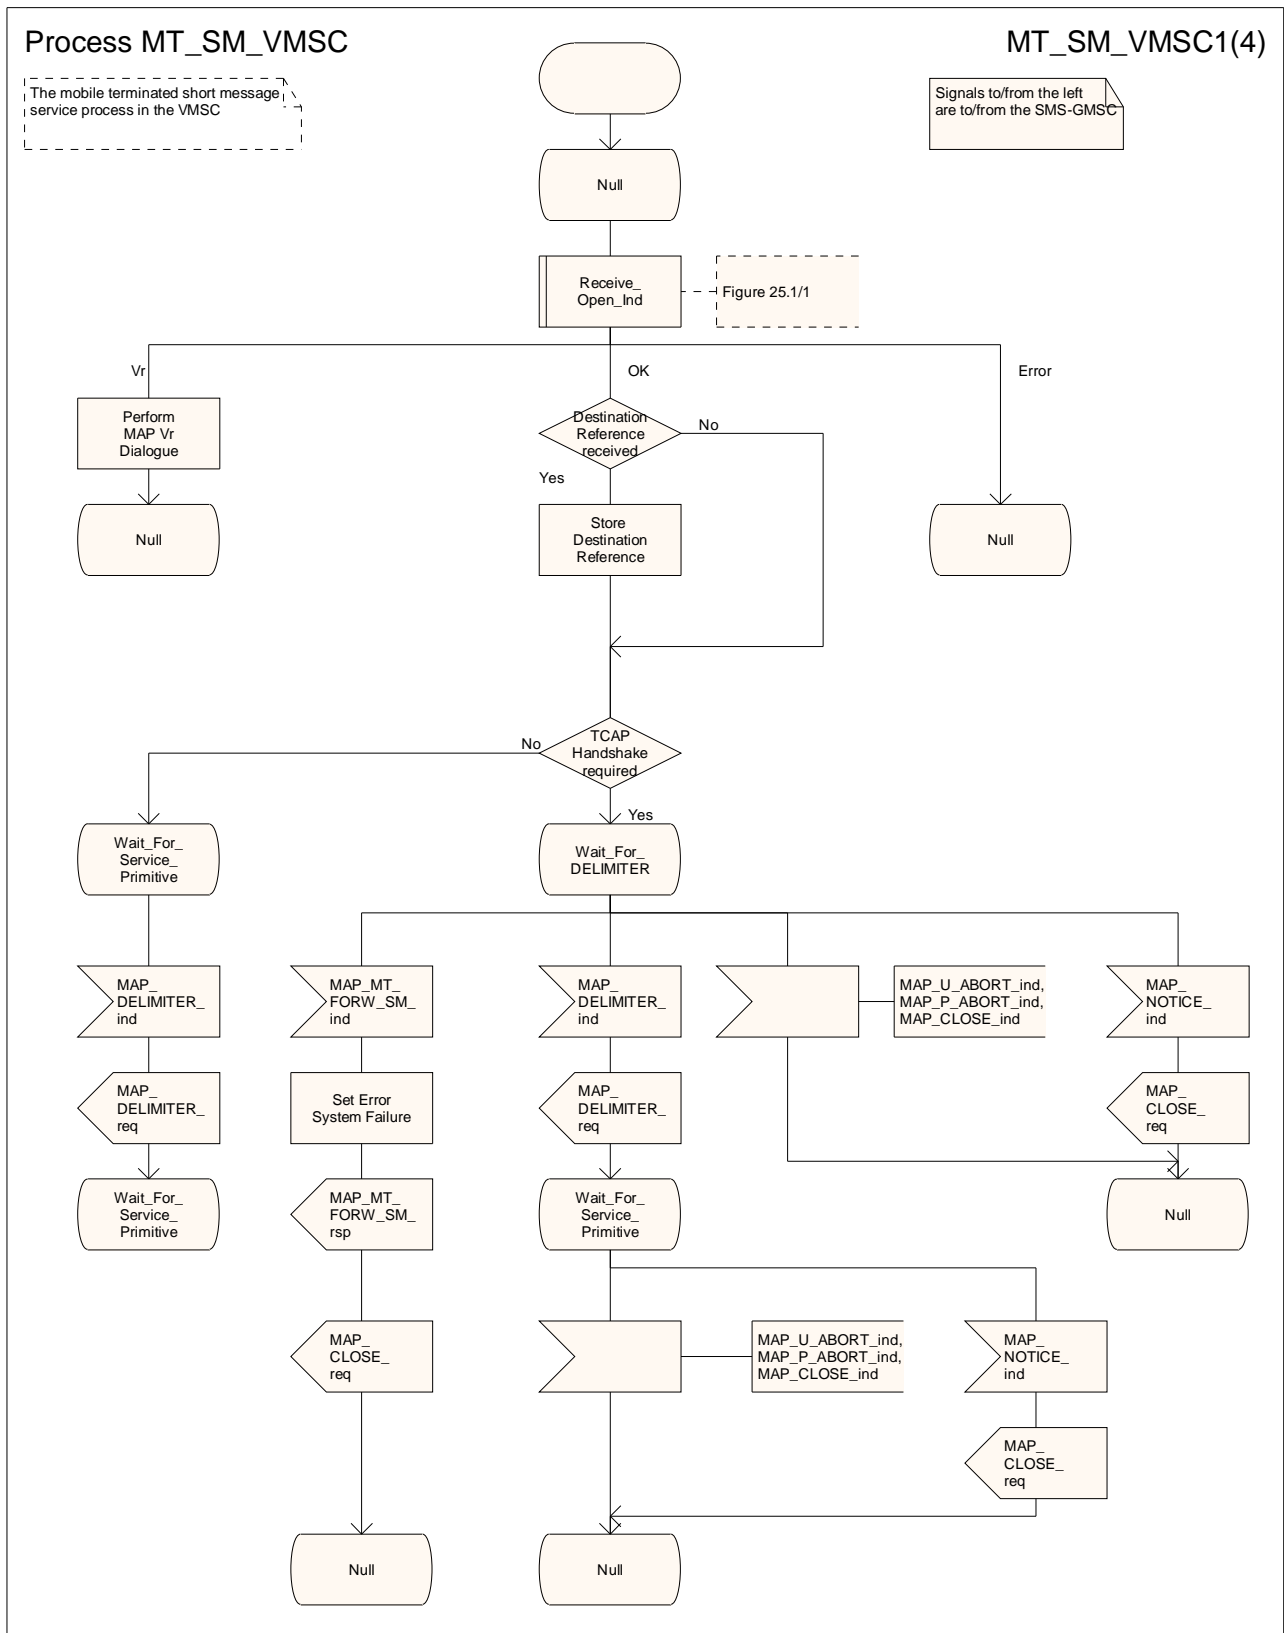 Process MT_SM_VMSC
MT_SM_VMSC1(4)
The mobile terminated short message
service process in the VMSC
Signals to/from the left
are to/from the SMS-GMSC
Null
Receive_
Open_Ind
Figure 25.1/1
Vr
OK
Error
Perform
MAP Vr
Dialogue
Destination
Reference
received
No
Yes
Null
Store
Destination
Reference
Null
TCAP
Handshake
required
No
Yes
Wait_For_
Service_
Primitive
Wait_For_
DELIMITER
MAP_
DELIMITER_
ind
MAP_MT_
FORW_SM_
ind
MAP_
DELIMITER_
ind
MAP_U_ABORT_ind,
MAP_P_ABORT_ind,
MAP_CLOSE_ind
MAP_
NOTICE_
ind
MAP_
DELIMITER_
req
Set Error
System Failure
MAP_
DELIMITER_
req
MAP_
CLOSE_
req
Wait_For_
Service_
Primitive
MAP_MT_
FORW_SM_
rsp
Wait_For_
Service_
Primitive
Null
MAP_
CLOSE_
req
MAP_U_ABORT_ind,
MAP_P_ABORT_ind,
MAP_CLOSE_ind
MAP_
NOTICE_
ind
MAP_
CLOSE_
req
Null
Null